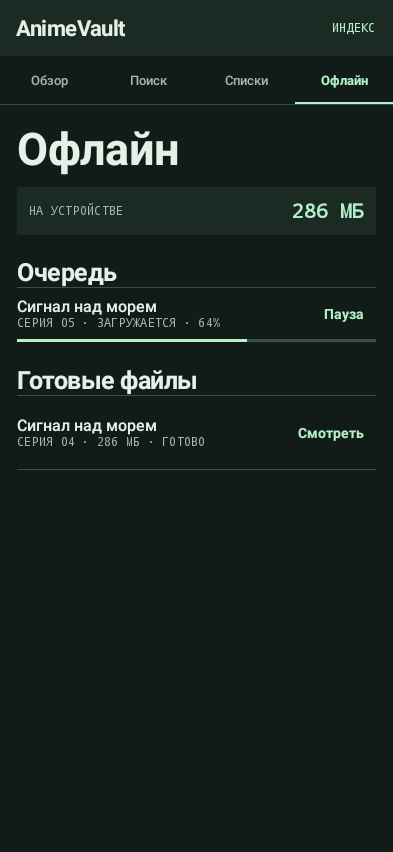 AnimeVault
ИНДЕКС
Обзор
Поиск
Списки
Офлайн
Офлайн
НА УСТРОЙСТВЕ
286 МБ
Очередь
Сигнал над морем
СЕРИЯ 05 · ЗАГРУЖАЕТСЯ · 64%
Пауза
Готовые файлы
Сигнал над морем
СЕРИЯ 04 · 286 МБ · ГОТОВО
Смотреть